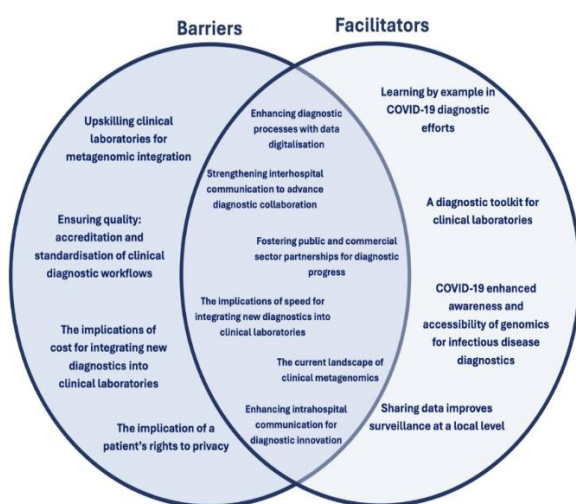 Barriers
Facilitators
Upskilling clinical
laboratories for
metagenomic integration
Ensuring quality:
accreditation and
standardisation of clinical
diagnostic workflows
The implications of
cost for integrating new
diagnostics into
clinical laboratories
The implication of a
patient's rights to privacy
Enhancing diagnostic
processes with data
digitalisation
Strengthening interhospital
communication to advance
diagnostic collaboration
Fostering public and commercial
sector partnerships for diagnostic
progress
The implications of speed for
integrating new diagnostics into
clinical laboratories
The current landscape of
clinical metagenomics
Enhancing intrahospital
communication for
diagnostic innovation
Learning by example in
COVID-19 diagnostic
efforts
A diagnostic toolkit for
clinical laboratories
COVID-19 enhanced
awareness and
accessibility of genomics
for infectious disease
diagnostics
Sharing data improves
surveillance at a local level